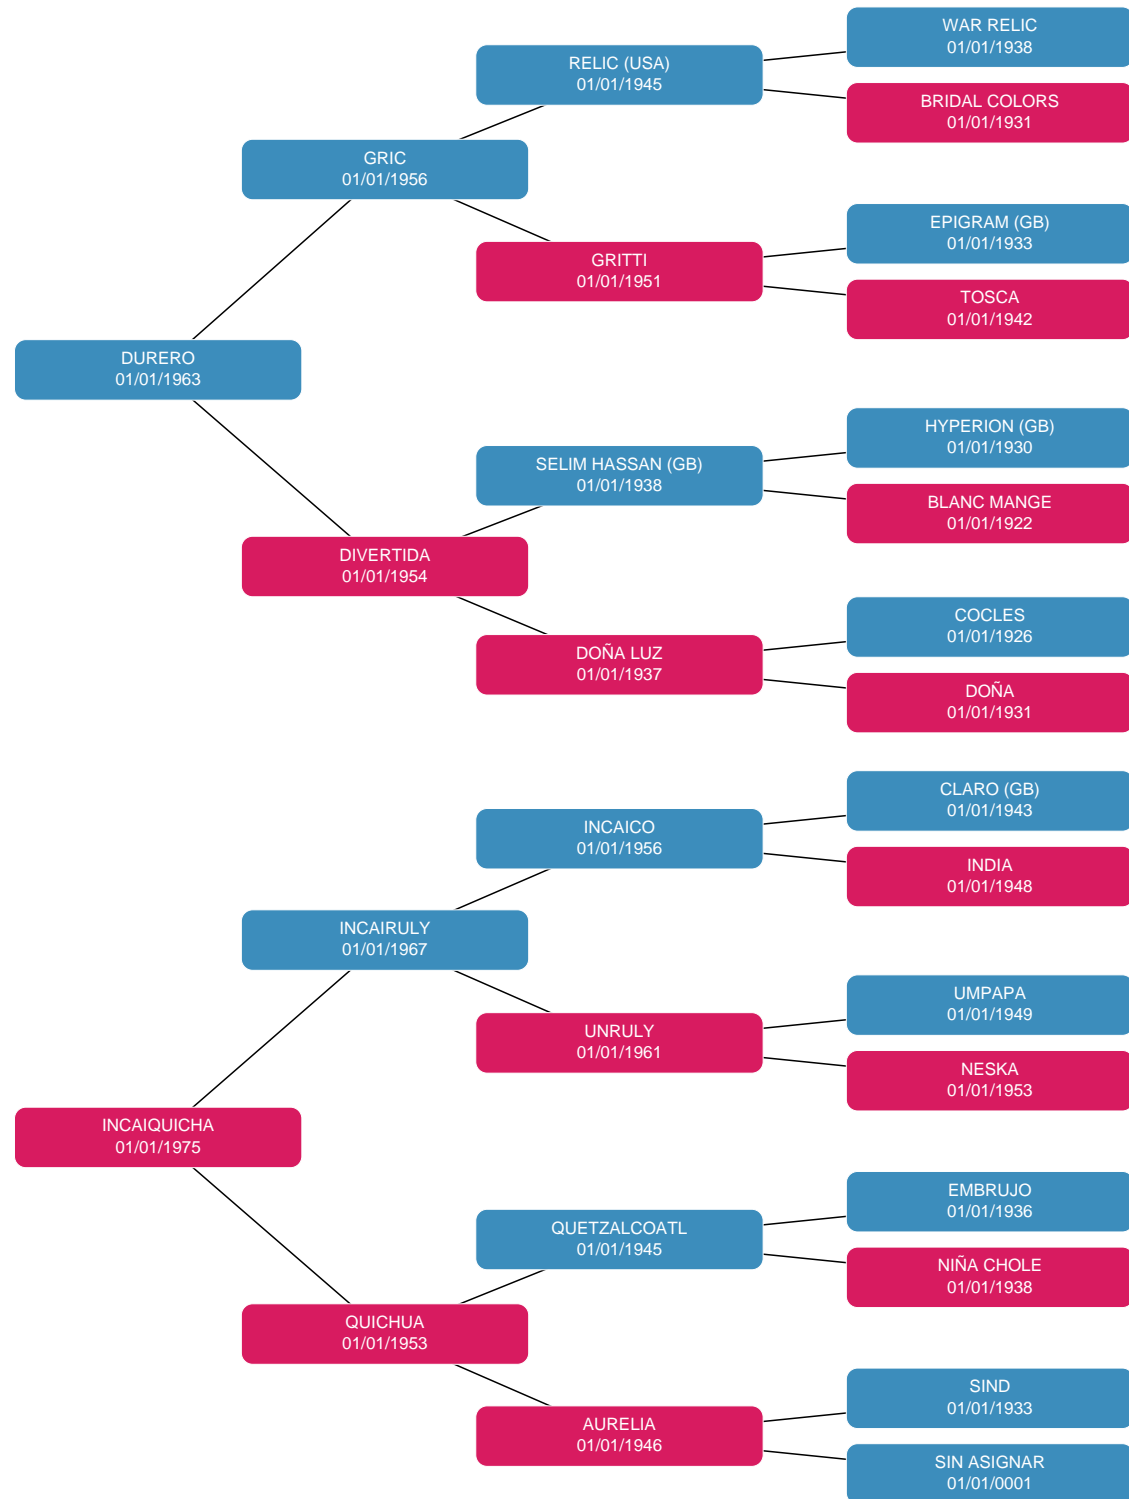 WAR RELIC
01/01/1938
RELIC (USA)
01/01/1945
BRIDAL COLORS
01/01/1931
GRIC
01/01/1956
EPIGRAM (GB)
01/01/1933
GRITTI
01/01/1951
TOSCA
01/01/1942
DURERO
01/01/1963
HYPERION (GB)
01/01/1930
SELIM HASSAN (GB)
01/01/1938
BLANC MANGE
01/01/1922
DIVERTIDA
01/01/1954
COCLES
01/01/1926
DOÑA LUZ
01/01/1937
DOÑA
01/01/1931
CLARO (GB)
01/01/1943
INCAICO
01/01/1956
INDIA
01/01/1948
INCAIRULY
01/01/1967
UMPAPA
01/01/1949
UNRULY
01/01/1961
NESKA
01/01/1953
INCAIQUICHA
01/01/1975
EMBRUJO
01/01/1936
QUETZALCOATL
01/01/1945
NIÑA CHOLE
01/01/1938
QUICHUA
01/01/1953
SIND
01/01/1933
AURELIA
01/01/1946
SIN ASIGNAR
01/01/0001